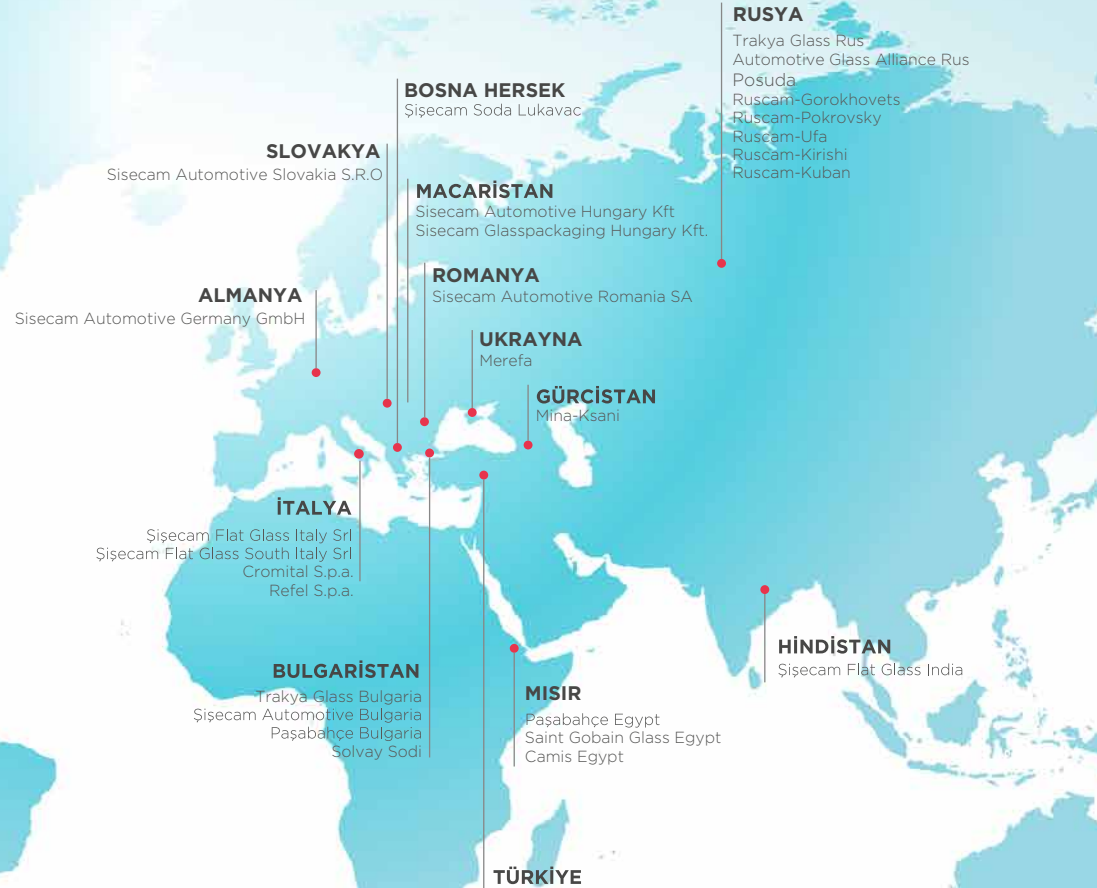 RUSYA
Trakya Glass Rus
Automotive Glass Alliance Rus
Posuda
Ruscam-Gorokhovets
Ruscam-Pokrovsky
Ruscam-Ufa
Ruscam-Kirishi
Ruscam-Kuban
BOSNA HERSEK
Şişecam Soda Lukavac
SLOVAKYA
Sisecam Automotive Slovakia S.R.O
MACARİSTAN
Sisecam Automotive Hungary Kft
Sisecam Glasspackaging Hungary Kft.
ROMANYA
Sisecam Automotive Romania SA
ALMANYA
Sisecam Automotive Germany GmbH
UKRAYNA
Merefa
GÜRCİSTAN
Mina-Ksani
İTALYA
Şişecam Flat Glass Italy Srl
Şişecam Flat Glass South Italy Srl
Cromital S.p.a.
Refel S.p.a.
HİNDİSTAN
Şişecam Flat Glass India
BULGARİSTAN
Trakya Glass Bulgaria
Şişecam Automotive Bulgaria
Paşabahçe Bulgaria
Solvay Sodi
MISIR
Paşabahçe Egypt
Saint Gobain Glass Egypt
Camis Egypt
TÜRKİYE